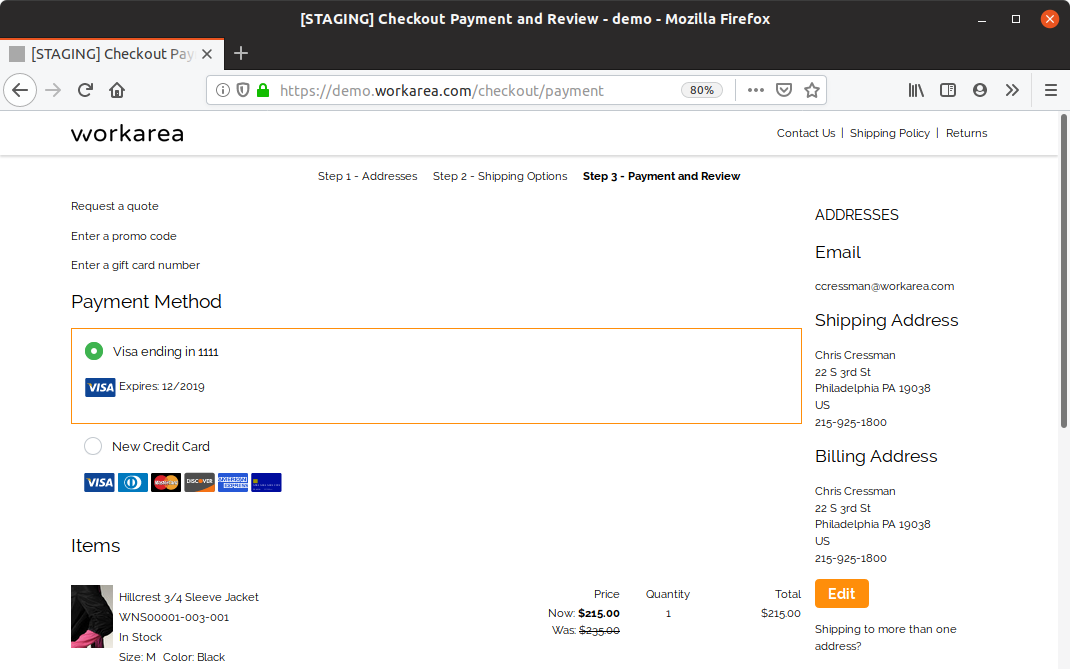 [STAGING] Checkout Payment and Review - demo - Mozilla Firefox
[STAGING] Checkout Pay
https://demo.workarea.com/checkout/payment
80%
workarea
Contact Us | Shipping Policy | Returns
Step 1 - Addresses Step 2 - Shipping Options Step 3 - Payment and Review
Request a quote
Enter a promo code
Enter a gift card number
Payment Method
Visa ending in 1111
VISA Expires: 12/2019
New Credit Card
VISA MasterCard DISCOVER AMERICAN EXPRESS
Items
Price Quantity Total
Hillcrest 3/4 Sleeve Jacket
WNS00001-003-001
In Stock
Size: M Color: Black
Now: $215.00 1 $215.00
Was: $235.00
ADDRESSES
Email
ccressman@workarea.com
Shipping Address
Chris Cressman
22 S 3rd St
Philadelphia PA 19038
US
215-925-1800
Billing Address
Chris Cressman
22 S 3rd St
Philadelphia PA 19038
US
215-925-1800
Edit
Shipping to more than one
address?